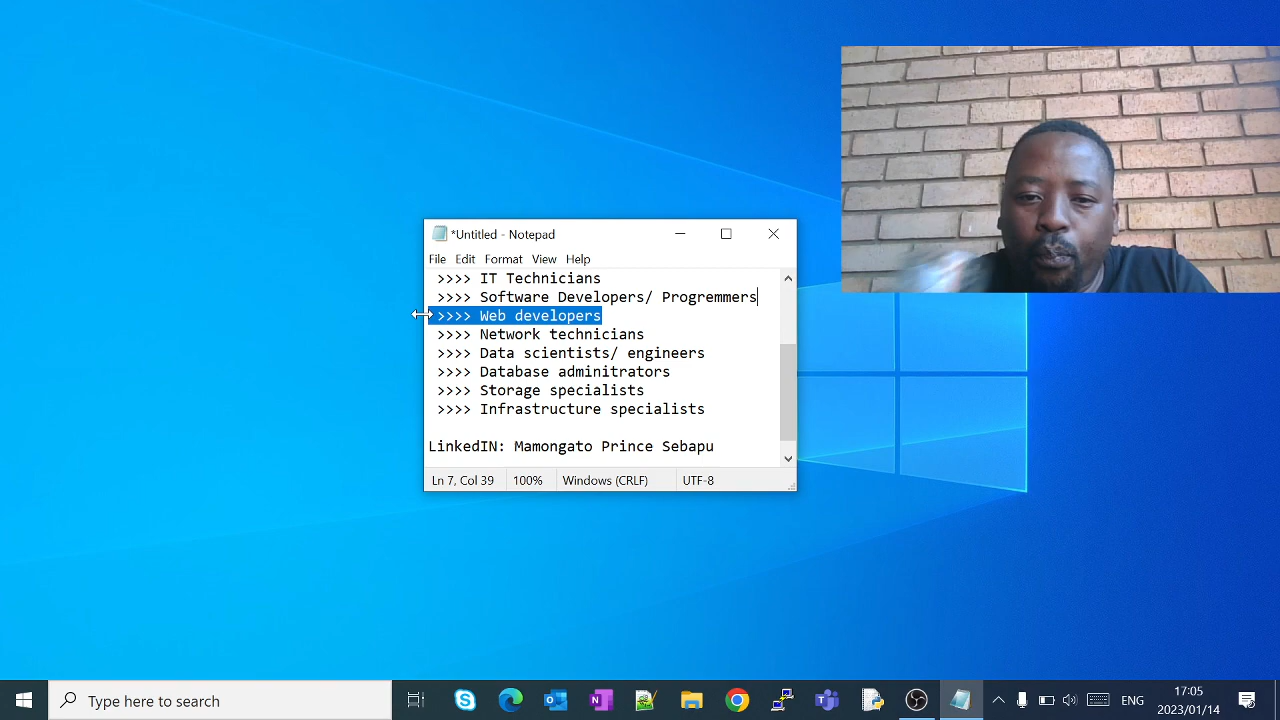 *Untitled - Notepad
File Edit Format View Help
>>>> IT Technicians
>>>> Software Developers/ Progremmers
>>>> Web developers
>>>> Network technicians
>>>> Data scientists/ engineers
>>>> Database adminitrators
>>>> Storage specialists
>>>> Infrastructure specialists
LinkedIN: Mamongato Prince Sebapu
Ln 7, Col 39 100% Windows (CRLF) UTF-8
Type here to search
ENG
17:05
2023/01/14